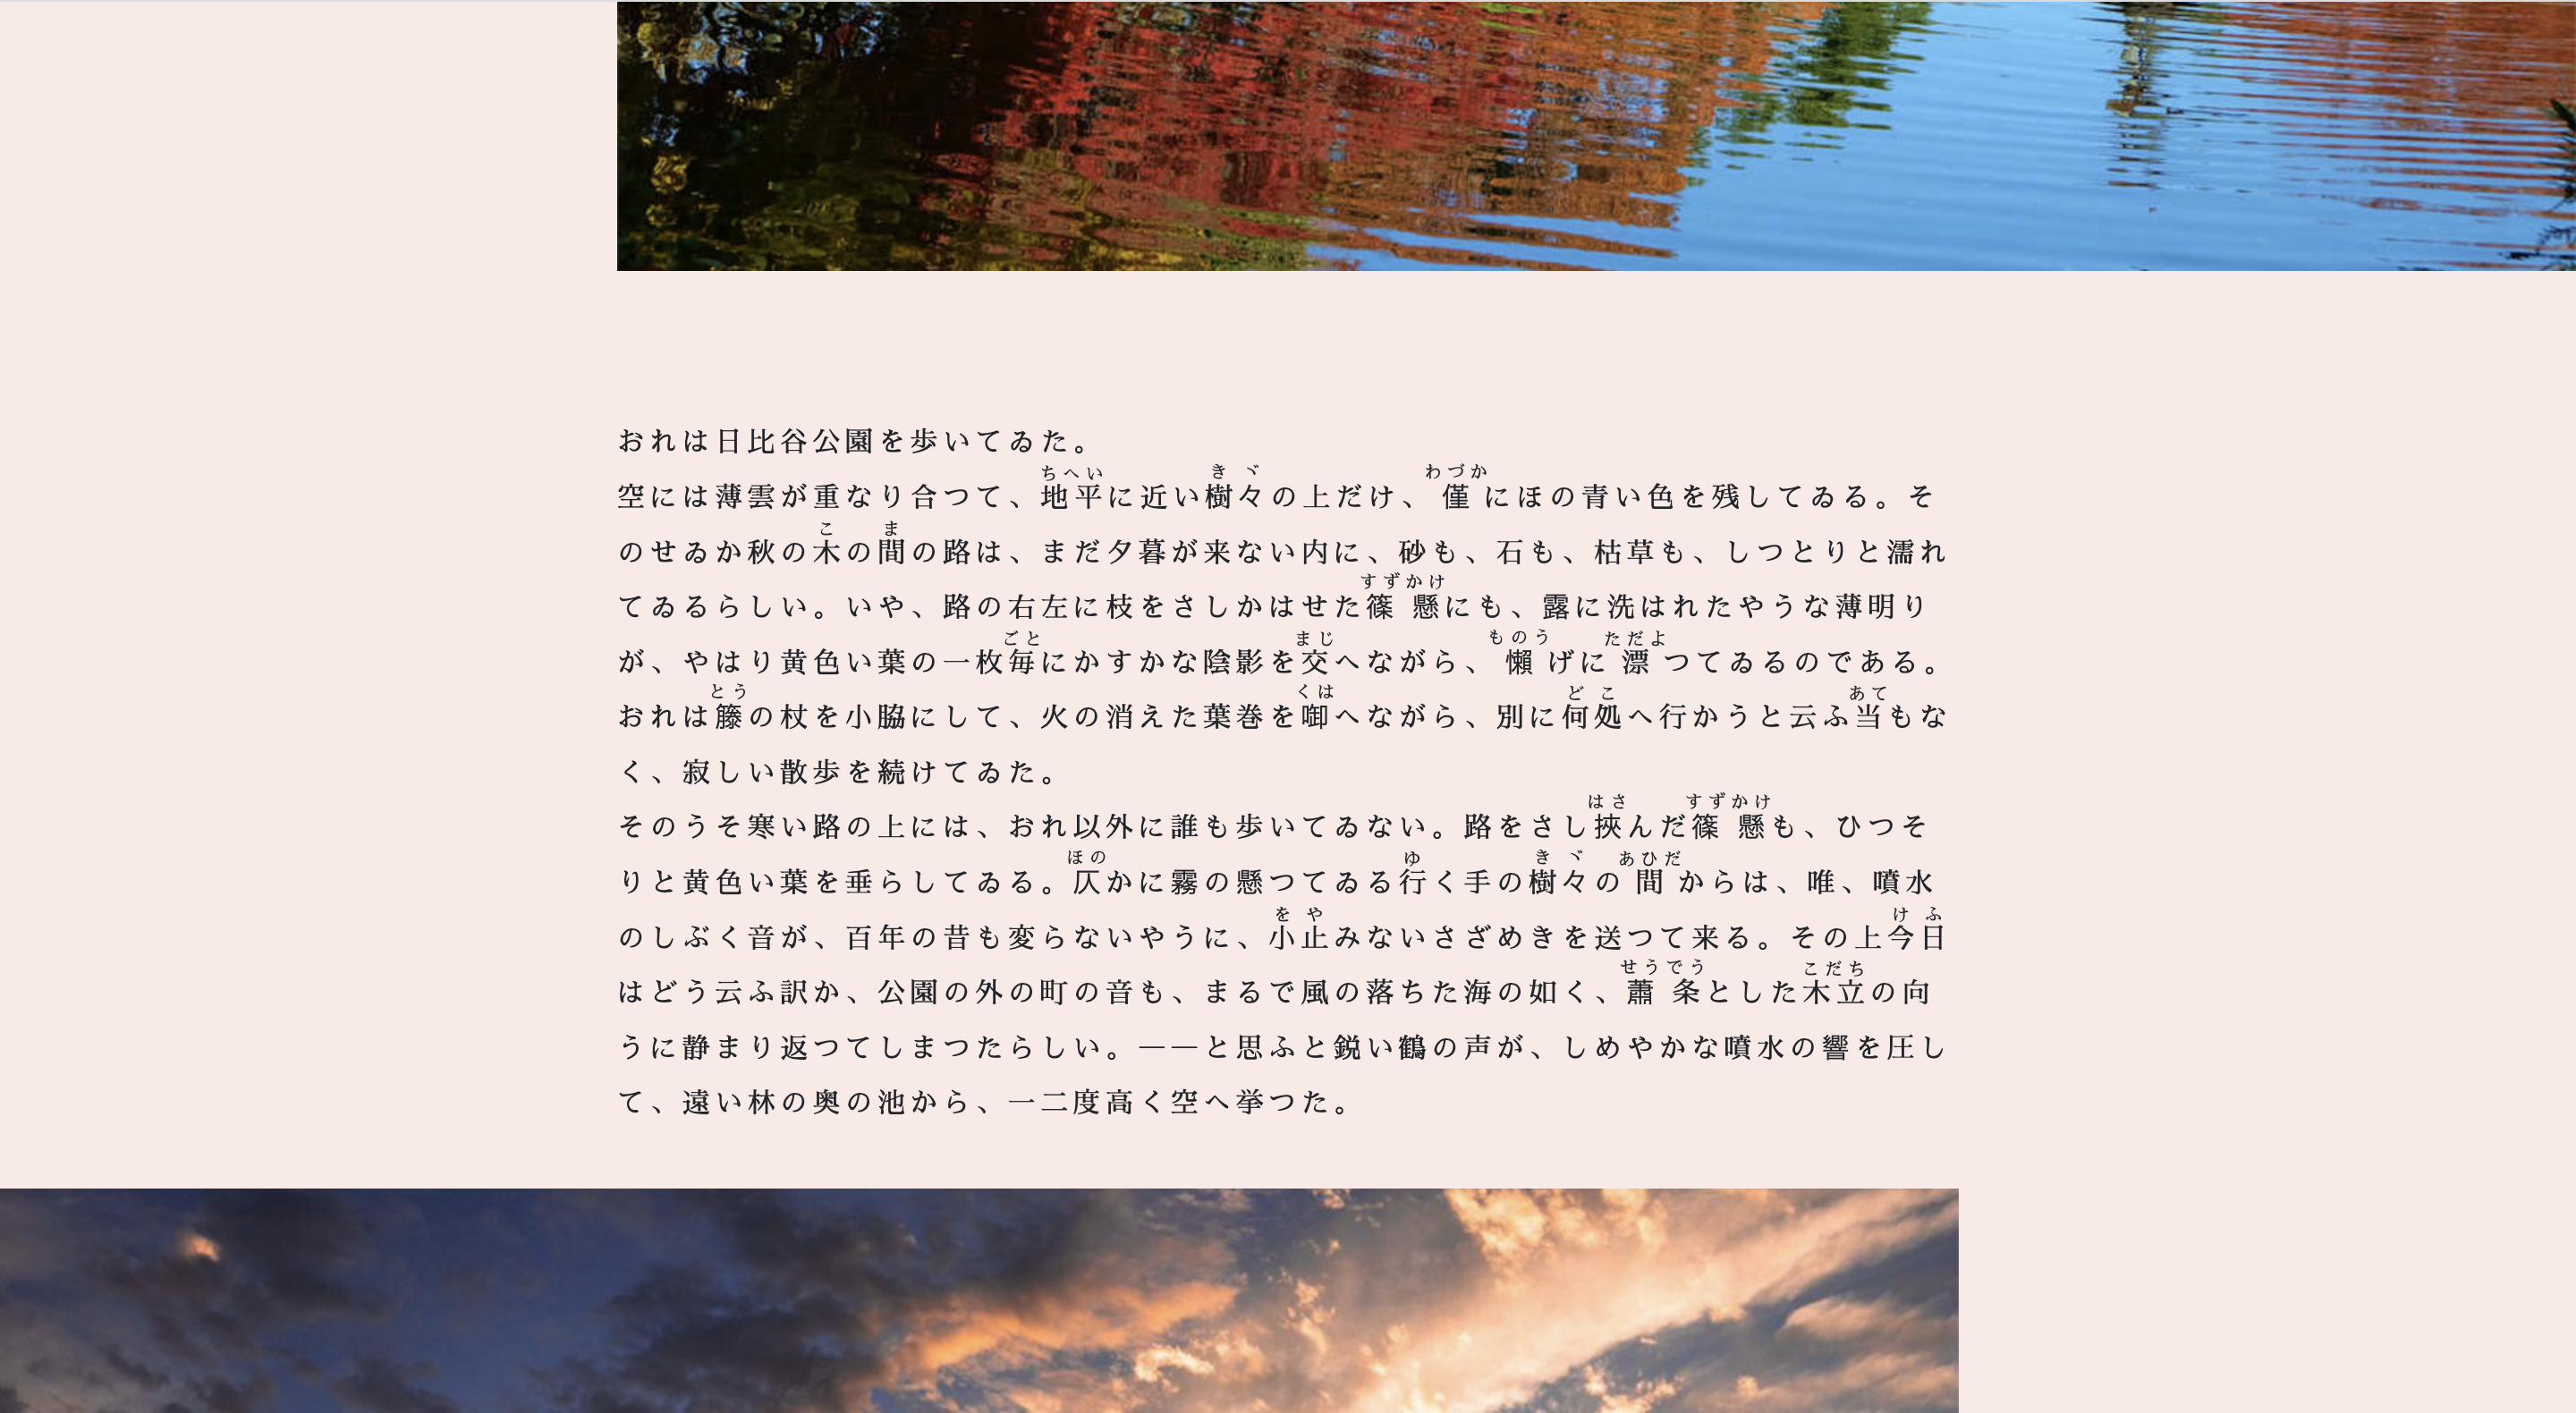 おれは日比谷公園を歩いてゐた。
空には薄雲が重なり合つて、地平に近い樹々の上だけ、僅にほの青い色を残してゐる。そ
のせゐか秋の木の間の路は、まだ夕暮が来ない内に、砂も、石も、枯草も、しつとりと濡れ
てゐるらしい。いや、路の右左に枝をさしかはせた篠懸にも、露に洗はれたやうな薄明り
が、やはり黄色い葉の一枚毎にかすかな陰影を交へながら、懶げに漂つてゐるのである。
おれは籐の杖を小脇にして、火の消えた葉巻を啣へながら、別に何処へ行かうと云ふ当もな
く、寂しい散歩を続けてゐた。
そのうそ寒い路の上には、おれ以外に誰も歩いてゐない。路をさし挾んだ篠懸も、ひつそ
りと黄色い葉を垂らしてゐる。仄かに霧の懸つてゐる行く手の樹々の間からは、唯、噴水
のしぶく音が、百年の昔も変らないやうに、小止みないさざめきを送つて来る。その上今日
はどう云ふ訳か、公園の外の町の音も、まるで風の落ちた海の如く、蕭条とした木立の向
うに静まり返つてしまつたらしい。――と思ふと鋭い鶴の声が、しめやかな噴水の響を圧し
て、遠い林の奥の池から、一二度高く空へ挙つた。